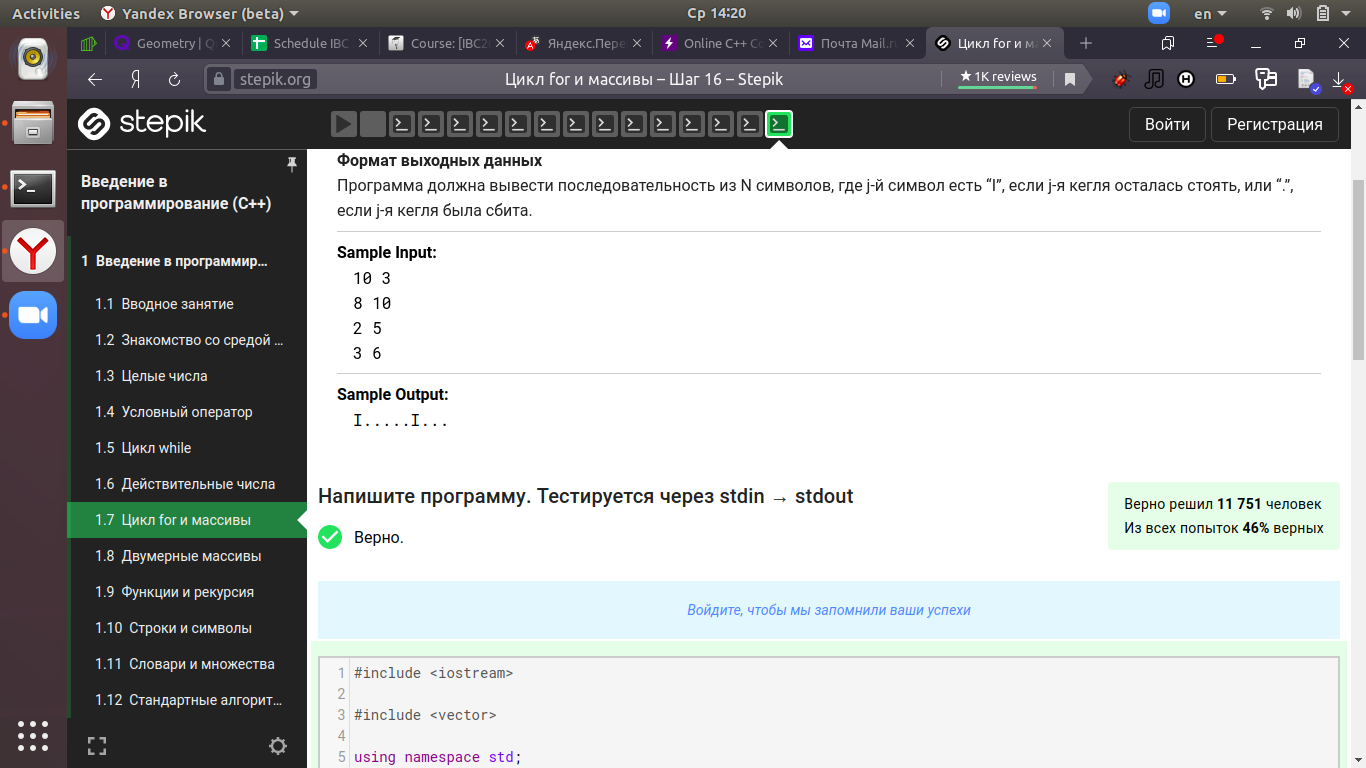 Activities
Yandex Browser (beta)
Ср 14:20
en
Geometry | Q
Schedule IBC
Course: [IBC2
Яндекс.Пере
Online C++ Co
Почта Mail.r
Цикл for и м
stepik.org
Цикл for и массивы – Шаг 16 – Stepik
★ 1K reviews
stepik
Войти
Регистрация
Введение в
программирование (C++)
1 Введение в программир...
1.1 Вводное занятие
1.2 Знакомство со средой ...
1.3 Целые числа
1.4 Условный оператор
1.5 Цикл while
1.6 Действительные числа
1.7 Цикл for и массивы
1.8 Двумерные массивы
1.9 Функции и рекурсия
1.10 Строки и символы
1.11 Словари и множества
1.12 Стандартные алгорит...
Формат выходных данных
Программа должна вывести последовательность из N символов, где j-й символ есть “I”, если j-я кегля осталась стоять, или “.”,
если j-я кегля была сбита.
Sample Input:
10 3
8 10
2 5
3 6
Sample Output:
I.....I...
Напишите программу. Тестируется через stdin → stdout
Верно.
Верно решил 11 751 человек
Из всех попыток 46% верных
Войдите, чтобы мы запомнили ваши успехи
1 #include <iostream>
2
3 #include <vector>
4
5 using namespace std;